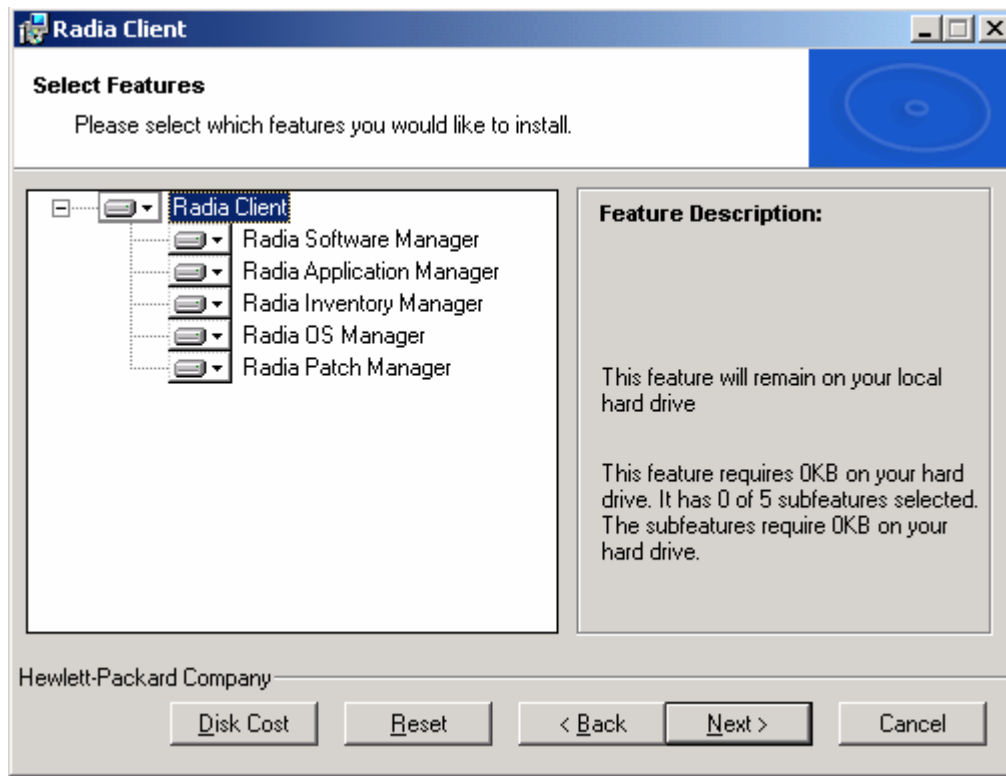 Radia Client
Select Features
Please select which features you would like to install.
Radia Client
Radia Software Manager
Radia Application Manager
Radia Inventory Manager
Radia OS Manager
Radia Patch Manager
Feature Description:
This feature will remain on your local
hard drive
This feature requires 0KB on your hard
drive. It has 0 of 5 subfeatures selected.
The subfeatures require 0KB on your
hard drive.
Hewlett-Packard Company
Disk Cost
Reset
< Back
Next >
Cancel